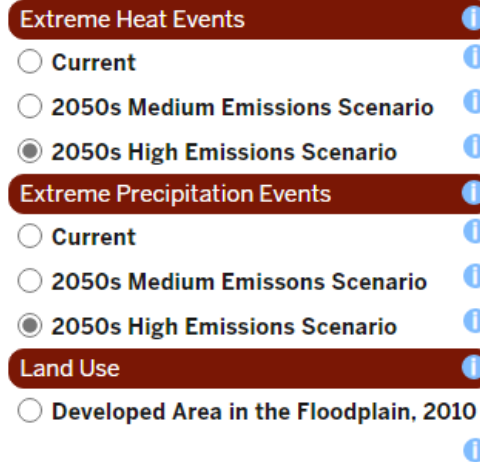 Extreme Heat Events
Current
2050s Medium Emissions Scenario
2050s High Emissions Scenario
Extreme Precipitation Events
Current
2050s Medium Emissons Scenario
2050s High Emissions Scenario
Land Use
Developed Area in the Floodplain, 2010